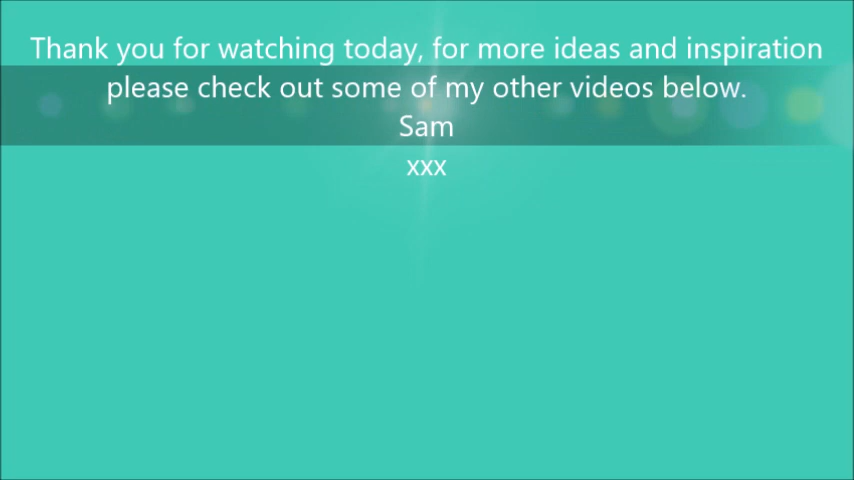 Thank you for watching today, for more ideas and inspiration
please check out some of my other videos below.
Sam
xxx